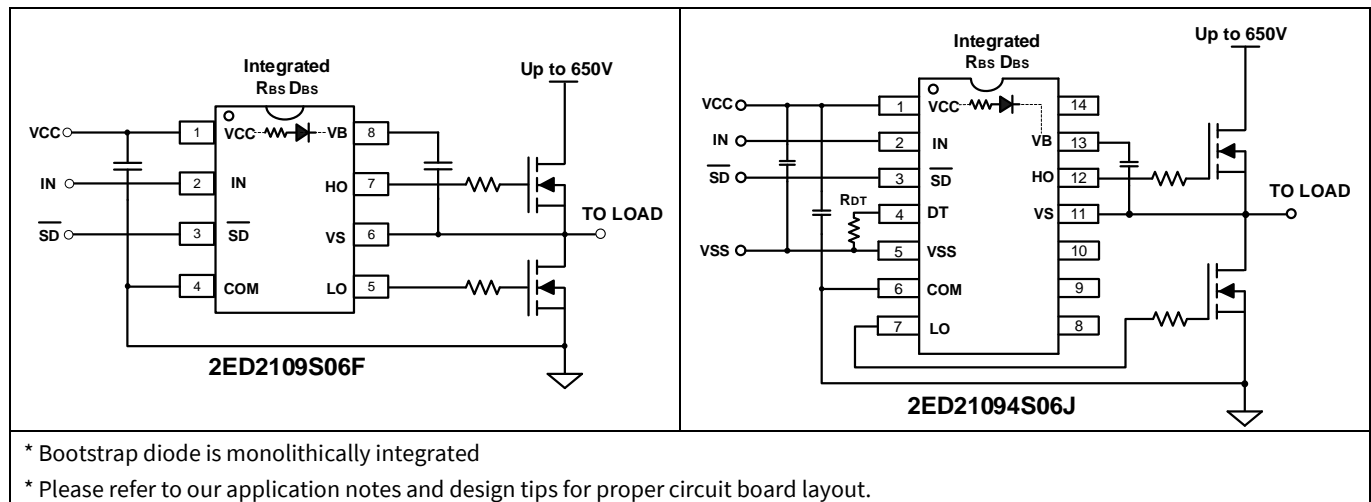 Integrated
RBS DBS
Up to 650V
VCC
1
VCC
VB
8
IN
2
IN
HO
7
TO LOAD
SD
3
SD
VS
6
4
COM
LO
5
2ED2109S06F
Integrated
RBS DBS
Up to 650V
VCC
1
VCC
14
IN
2
IN
VB
13
SD
3
SD
HO
12
TO LOAD
RDT
4
DT
VS
11
VSS
5
VSS
10
6
COM
9
7
LO
8
2ED21094S06J
* Bootstrap diode is monolithically integrated
* Please refer to our application notes and design tips for proper circuit board layout.